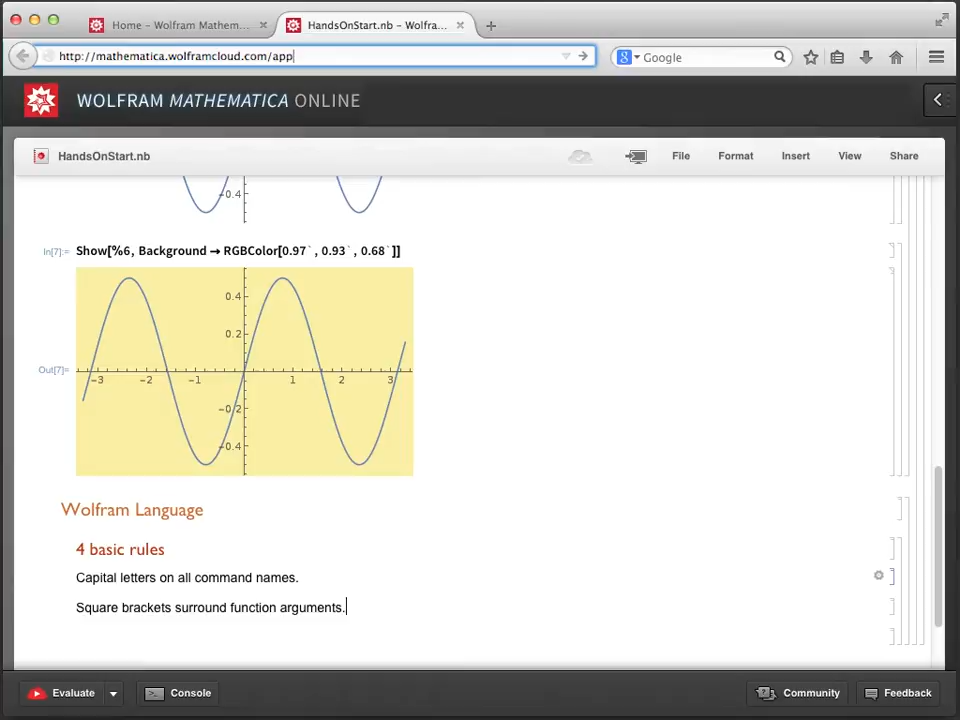 Home – Wolfram Mathem...
HandsOnStart.nb – Wolfra...
http://mathematica.wolframcloud.com/app
Google
WOLFRAM MATHEMATICA ONLINE
HandsOnStart.nb
File
Format
Insert
View
Share
-0.4
In[7]:= Show[%6, Background → RGBColor[0.97`, 0.93`, 0.68`]]
0.4
0.2
Out[7]=
-3 -2 -1 1 2 3
-0.2
-0.4
Wolfram Language
4 basic rules
Capital letters on all command names.
Square brackets surround function arguments.
Evaluate
Console
Community
Feedback